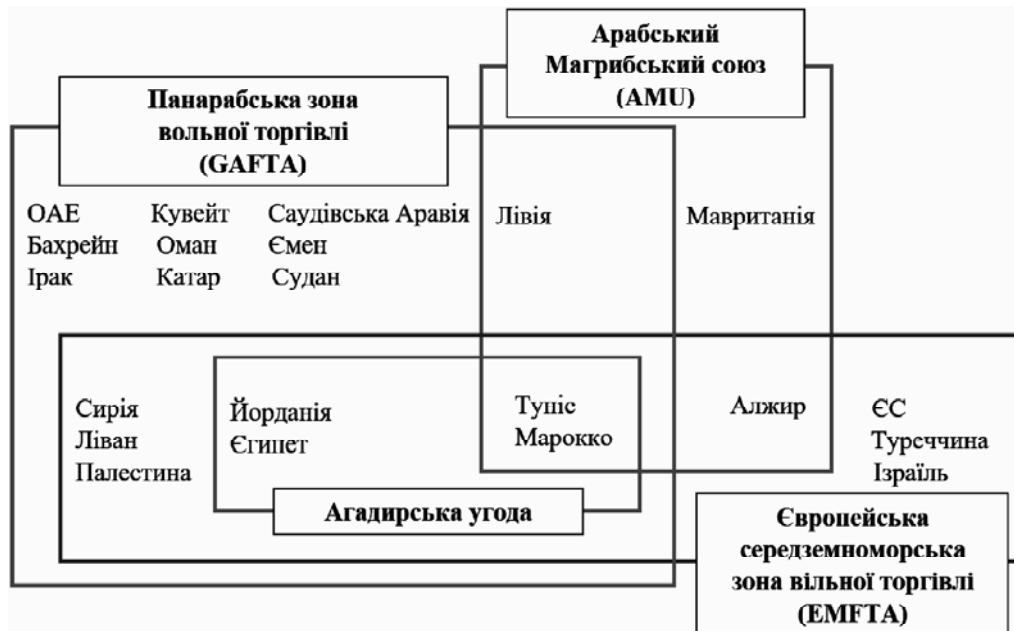 Арабський
Магрибський союз
(AMU)
Панарабська зона
вольної торгівлі
(GAFTA)
ОАЕ Кувейт Саудівська Аравія Лівія Мавританія
Бахрейн Оман Ємен
Ірак Катар Судан
Сирія Йорданія Туніс Алжир ЄС
Ліван Єгипет Марокко Туреччина
Палестина Ізраїль
Агадирська угода
Європейська
середземноморська
зона вільної торгівлі
(EMFTA)